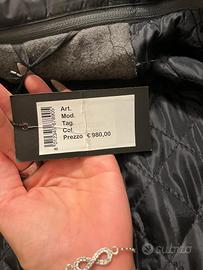 Art.
Mod.
Tag.
Col.
Prezzo € 980,00
subito